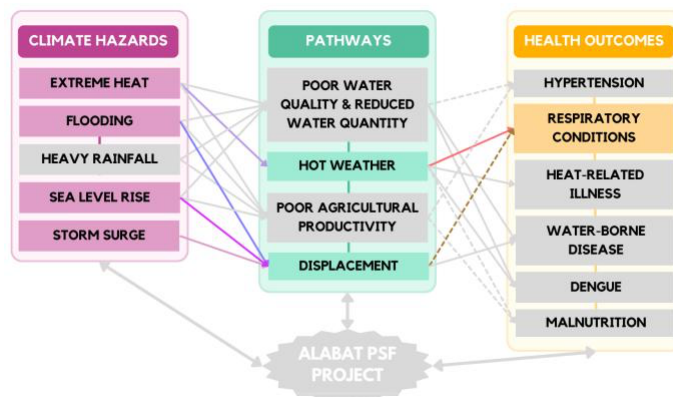 CLIMATE HAZARDS
EXTREME HEAT
FLOODING
HEAVY RAINFALL
SEA LEVEL RISE
STORM SURGE
PATHWAYS
POOR WATER
QUALITY & REDUCED
WATER QUANTITY
HOT WEATHER
POOR AGRICULTURAL
PRODUCTIVITY
DISPLACEMENT
HEALTH OUTCOMES
HYPERTENSION
RESPIRATORY
CONDITIONS
HEAT-RELATED
ILLNESS
WATER-BORNE
DISEASE
DENGUE
MALNUTRITION
ALABAT PSF
PROJECT